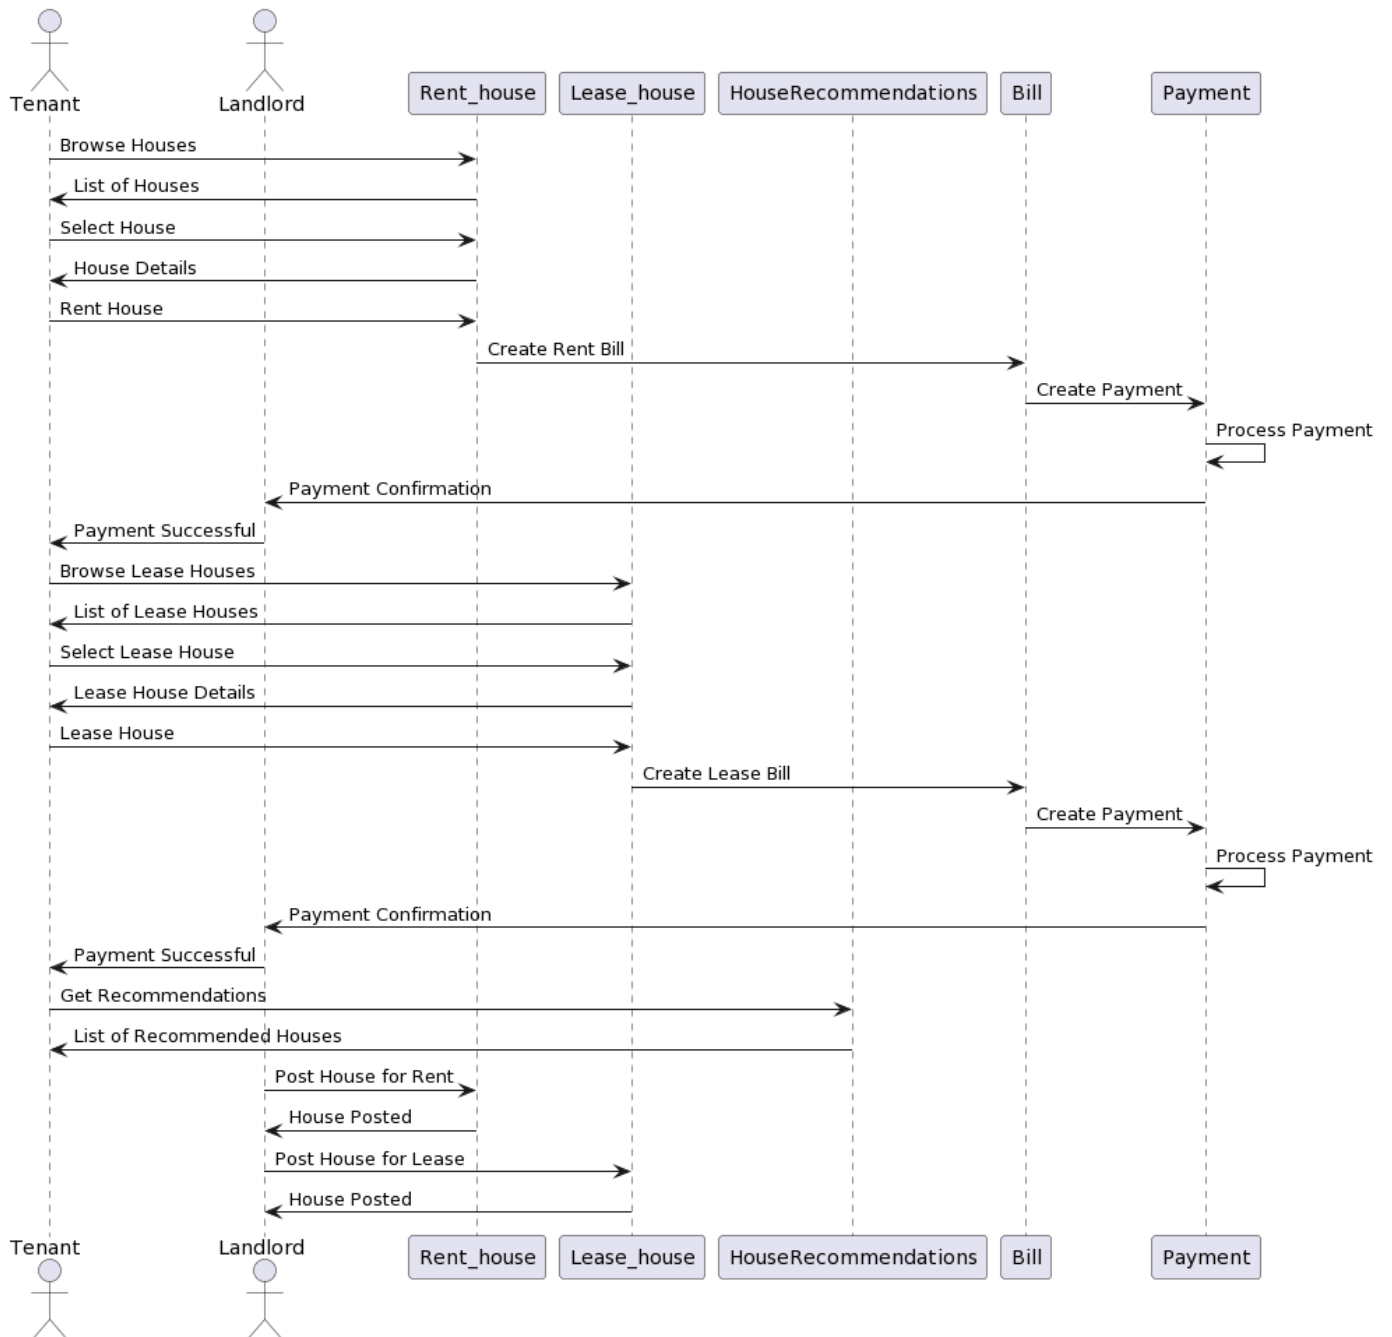 Tenant
Landlord
Rent_house
Lease_house
HouseRecommendations
Bill
Payment
Browse Houses
List of Houses
Select House
House Details
Rent House
Create Rent Bill
Create Payment
Process Payment
Payment Confirmation
Payment Successful
Browse Lease Houses
List of Lease Houses
Select Lease House
Lease House Details
Lease House
Create Lease Bill
Create Payment
Process Payment
Payment Confirmation
Payment Successful
Get Recommendations
List of Recommended Houses
Post House for Rent
House Posted
Post House for Lease
House Posted
Tenant
Landlord
Rent_house
Lease_house
HouseRecommendations
Bill
Payment